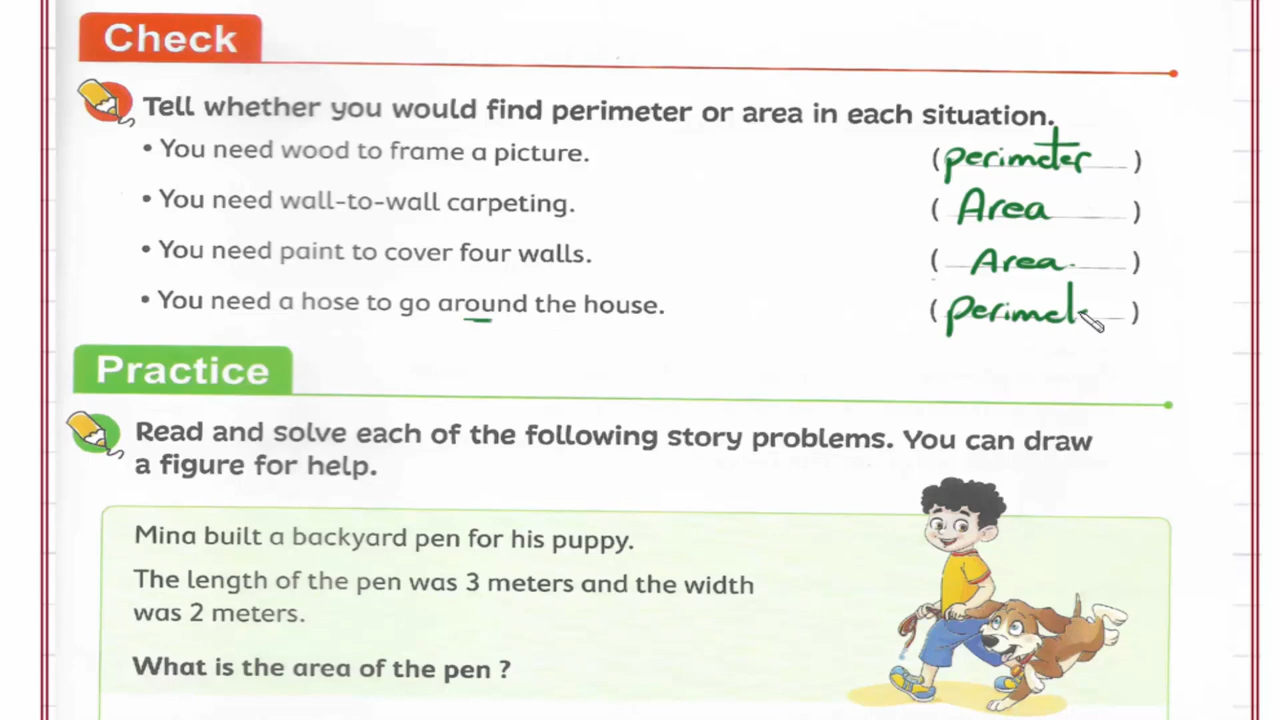 Check
Tell whether you would find perimeter or area in each situation.
• You need wood to frame a picture. (perimeter)
• You need wall-to-wall carpeting. (Area)
• You need paint to cover four walls. (Area.)
• You need a hose to go around the house. (Perimet)
Practice
Read and solve each of the following story problems. You can draw
a figure for help.
Mina built a backyard pen for his puppy.
The length of the pen was 3 meters and the width
was 2 meters.
What is the area of the pen ?